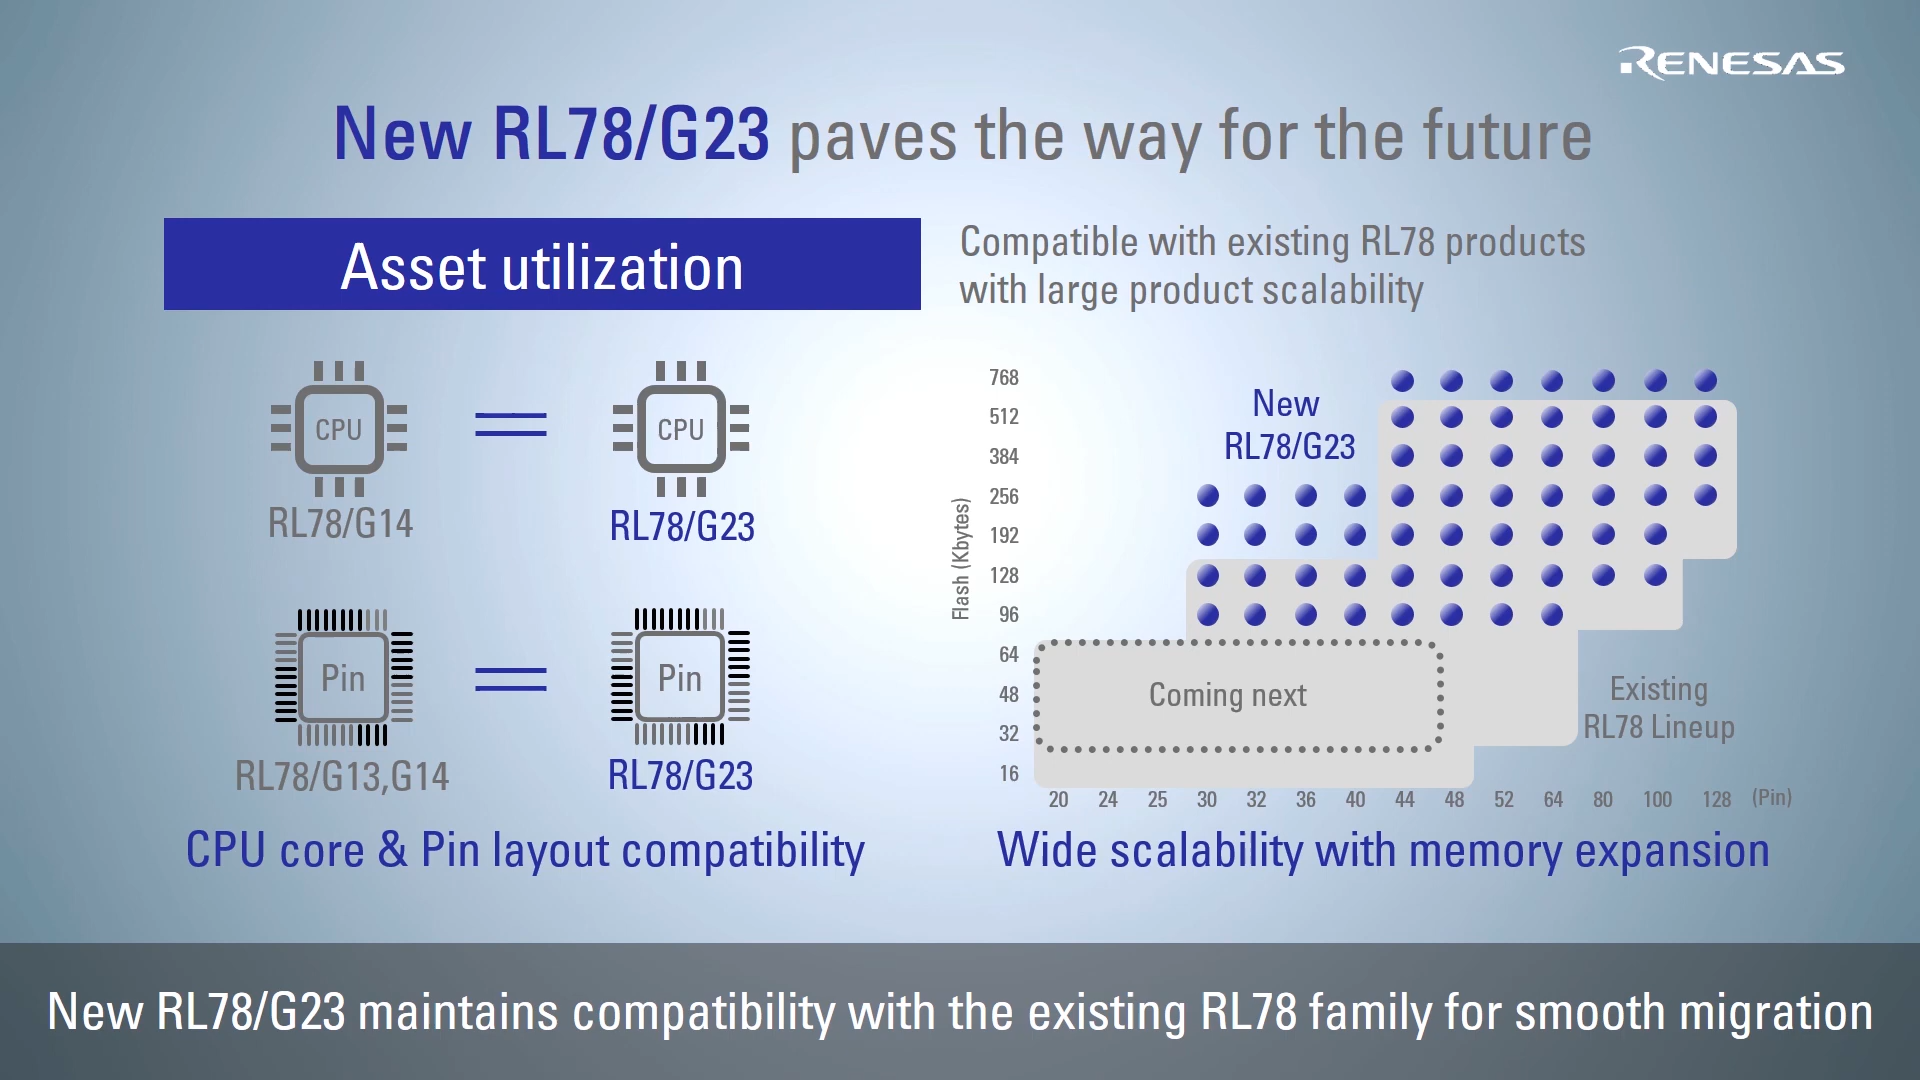 RENESAS
New RL78/G23 paves the way for the future
Asset utilization
Compatible with existing RL78 products
with large product scalability
CPU
CPU
RL78/G14
RL78/G23
Pin
Pin
RL78/G13,G14
RL78/G23
CPU core & Pin layout compatibility
Flash (Kbytes)
768
512
384
256
192
128
96
64
48
32
16
New
RL78/G23
Coming next
Existing
RL78 Lineup
20 24 25 30 32 36 40 44 48 52 64 80 100 128 (Pin)
Wide scalability with memory expansion
New RL78/G23 maintains compatibility with the existing RL78 family for smooth migration